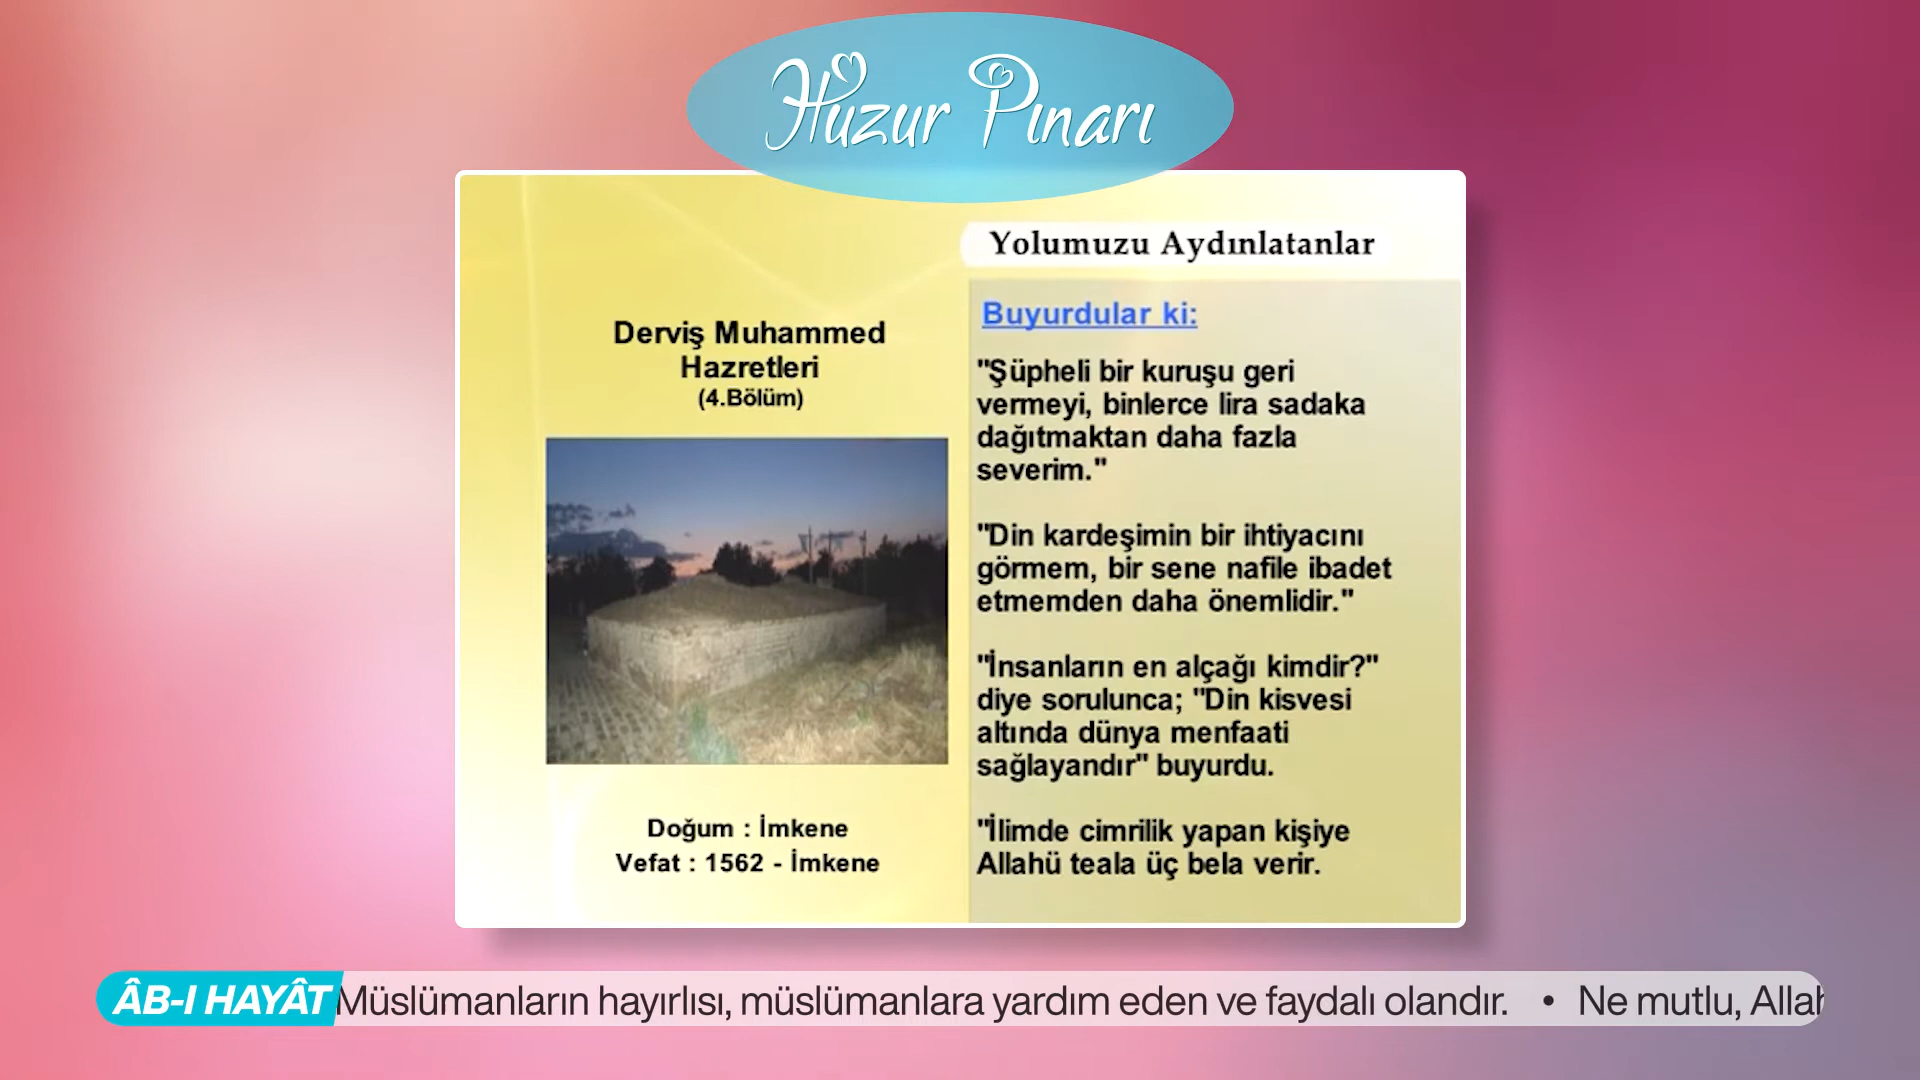 Huzur Pınarı
Yolumuzu Aydınlatanlar
Derviş Muhammed
Hazretleri
(4.Bölüm)
Doğum : İmkene
Vefat : 1562 - İmkene
Buyurdular ki:
"Şüpheli bir kuruşu geri
vermeyi, binlerce lira sadaka
dağıtmaktan daha fazla
severim."
"Din kardeşimin bir ihtiyacını
görmem, bir sene nafile ibadet
etmemden daha önemlidir."
"İnsanların en alçağı kimdir?"
diye sorulunca; "Din kisvesi
altında dünya menfaati
sağlayandır" buyurdu.
"İlimde cimrilik yapan kişiye
Allahü teala üç bela verir.
ÂB-I HAYÂT Müslümanların hayırlısı, müslümanlara yardım eden ve faydalı olandır. • Ne mutlu,